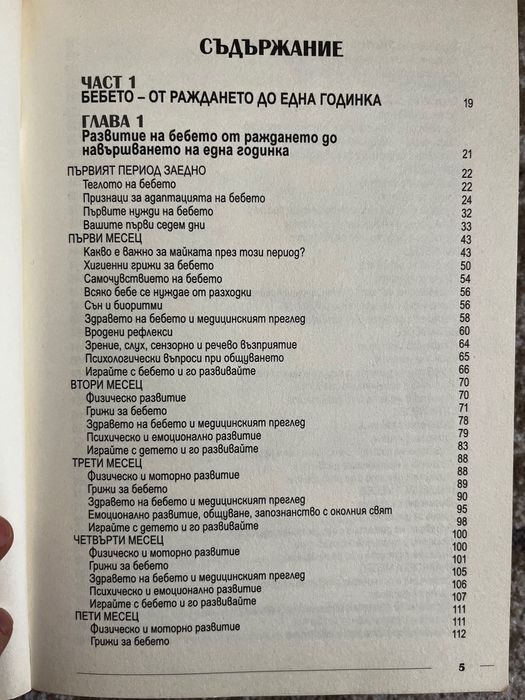 СЪДЪРЖАНИЕ
ЧАСТ 1
БЕБЕТО – ОТ РАЖДАНЕТО ДО ЕДНА ГОДИНКА 19
ГЛАВА 1
Развитие на бебето от раждането до
навършването на една годинка 21
ПЪРВИЯТ ПЕРИОД ЗАЕДНО 22
Теглото на бебето 22
Признаци за адаптацията на бебето 24
Първите нужди на бебето 32
Вашите първи седем дни 33
ПЪРВИ МЕСЕЦ 43
Какво е важно за майката през този период? 43
Хигиенни грижи за бебето 50
Самочувствието на бебето 54
Всяко бебе се нуждае от разходки 56
Сън и биоритми 56
Здравето на бебето и медицинският преглед 58
Вродени рефлекси 60
Зрение, слух, сензорно и речево възприятие 64
Психологически въпроси при общуването 65
Играйте с бебето и го развивайте 66
ВТОРИ МЕСЕЦ 70
Физическо развитие 70
Грижи за бебето 71
Здравето на бебето и медицинският преглед 78
Психическо и емоционално развитие 79
Играйте с детето и го развивайте 83
ТРЕТИ МЕСЕЦ 88
Физическо и моторно развитие 88
Грижи за бебето 89
Здравето на бебето и медицинският преглед 90
Емоционално развитие, общуване, запознанство с околния свят 95
Играйте с детето и го развивайте 98
ЧЕТВЪРТИ МЕСЕЦ 100
Физическо и моторно развитие 100
Грижи за бебето 101
Здравето на бебето и медицинският преглед 105
Психическо и емоционално развитие 106
Играйте с бебето и го развивайте 107
ПЕТИ МЕСЕЦ 111
Физическо и моторно развитие 111
Грижи за бебето 112
5